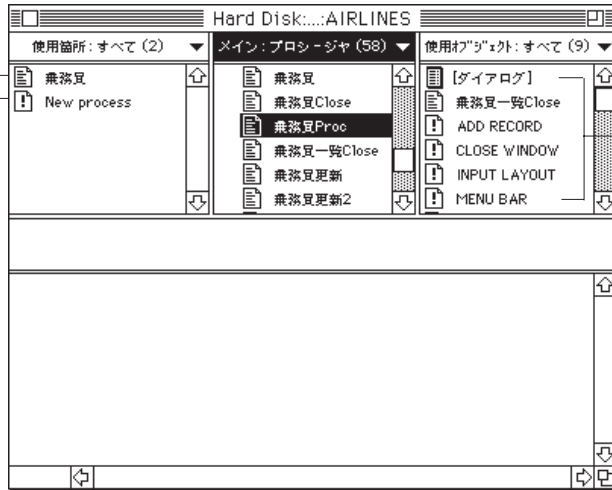 Hard Disk:...:AIRLINES
使用箇所：すべて（2）
乗務員
New process
メイン：プロシージャ（58）
乗務員
乗務員Close
乗務員Proc
乗務員一覧Close
乗務員更新
乗務員更新2
使用ｵﾌﾞｼﾞｪｸﾄ：すべて（9）
[ダイアログ]
乗務員一覧Close
ADD RECORD
CLOSE WINDOW
INPUT LAYOUT
MENU BAR